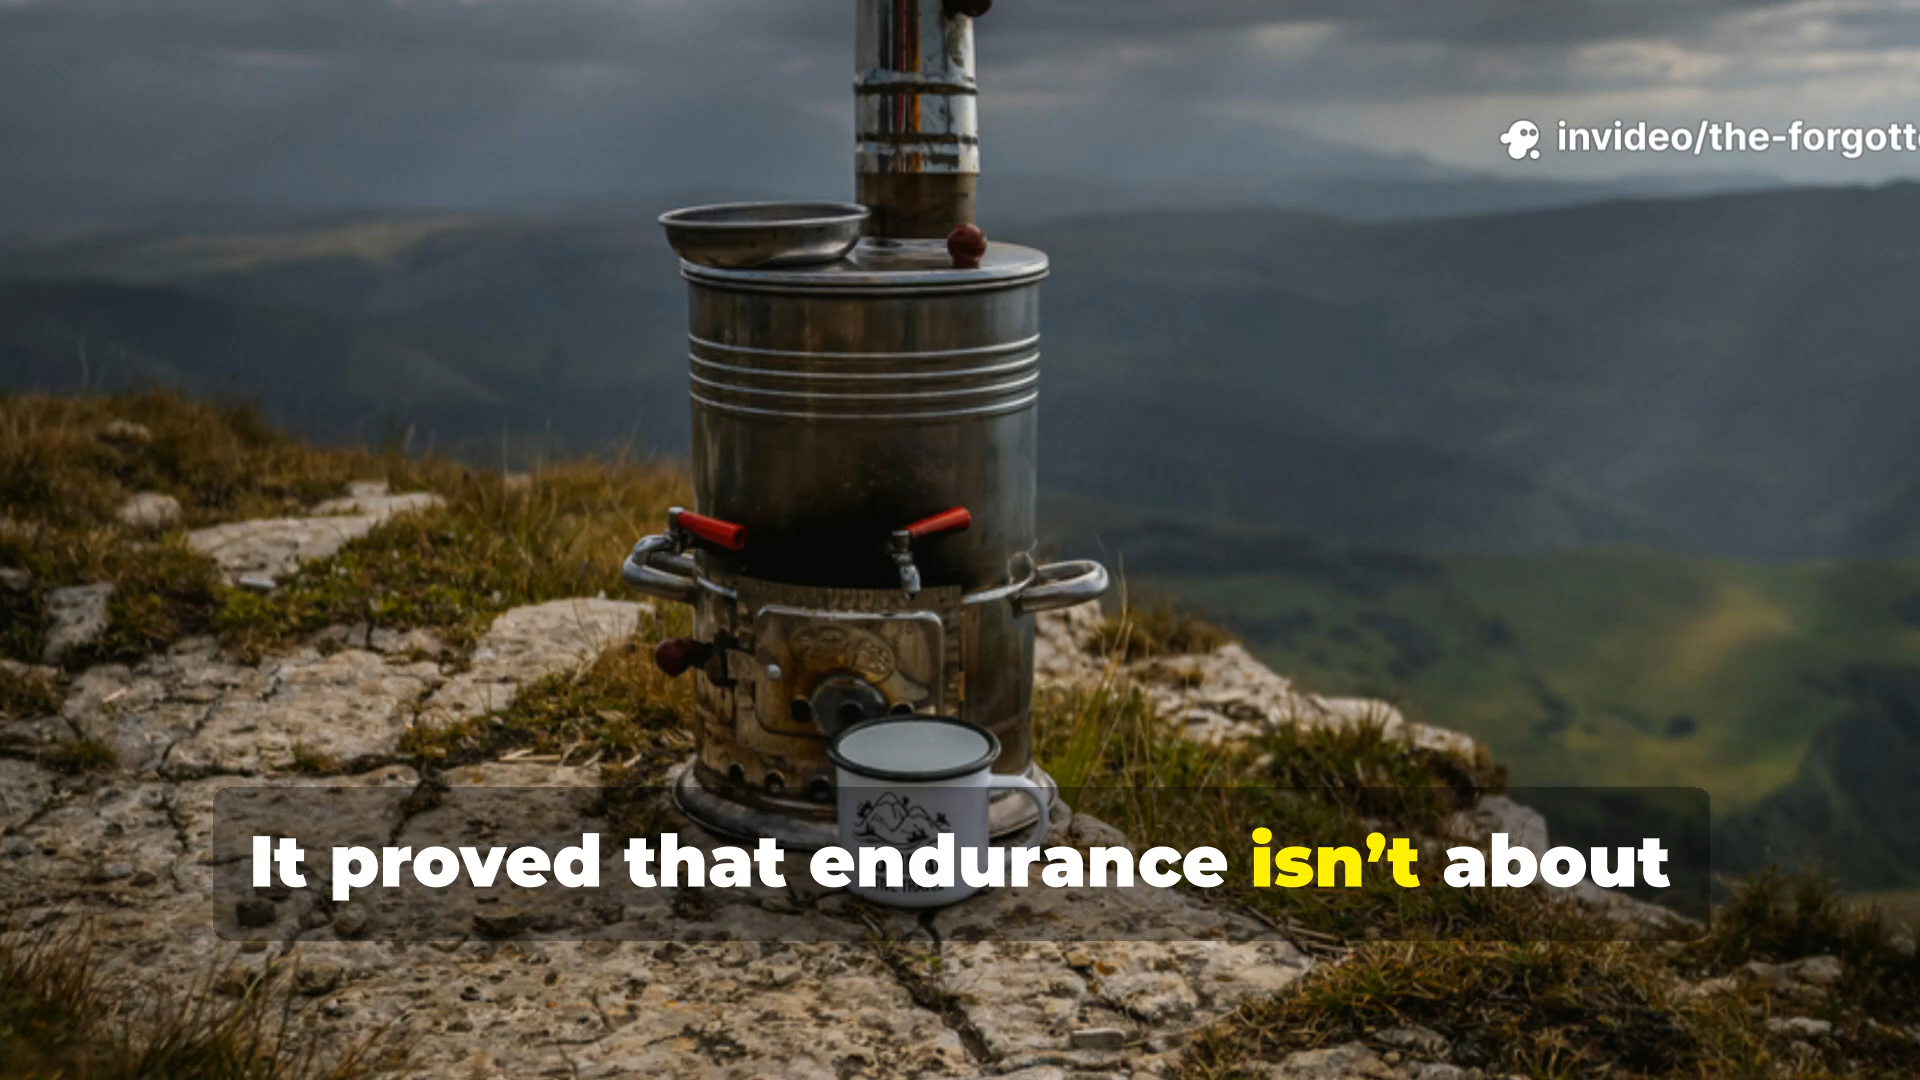 invideo/the-forgott
It proved that endurance isn’t about